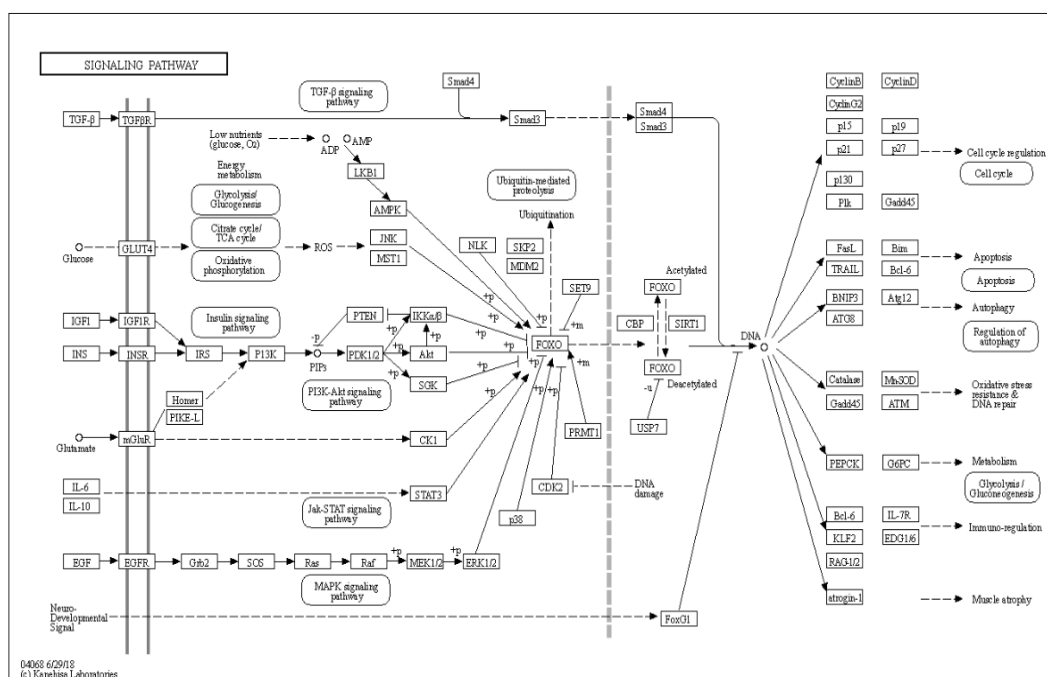 SIGNALING PATHWAY
TGF-β
TGFβR
TGF-β signaling
pathway
Smad4
Smad3
Smad4
Smad3
Low nutrients
(glucose, O2)
ADP
AMP
LKB1
AMPK
Energy
metabolism
Glycolysis/
Glucogenesis
Citrate cycle/
TCA cycle
Oxidative
phosphorylation
Glucose
GLUT4
ROS
JNK
MST1
NLK
Ubiquitin-mediated
proteolysis
Ubiquitination
SKP2
MDM2
SET9
Acetylated
FOXO
CBP
SIRT1
FOXO
Deacetylated
-u
USP7
IGF1
IGF1R
Insulin signaling
pathway
PTEN
-p
IKKα/β
+p
+p
+p
+p
+m
FOXO
INS
INSR
IRS
P13K
PIP3
PDK1/2
+p
+p
Akt
+p
+p
+p
SGK
+p
+p
+p
+p
+m
PI3K-Akt signaling
pathway
Homer
PIKE-L
Glutamate
mGluR
CK1
PRMT1
IL-6
IL-10
STAT3
Jak-STAT signaling
pathway
p38
CDK2
DNA
damage
EGF
EGFR
Grb2
SOS
Ras
Raf
+p
MEK1/2
+p
ERK1/2
MAPK signaling
pathway
Neuro-
Developmental
Signal
FoxG1
DNA
CyclinB
CyclinD
CyclinG2
p15
p19
p21
p27
Cell cycle regulation
Cell cycle
p130
Plk
Gadd45
FasL
Bim
Apoptosis
TRAIL
Bcl-6
Apoptosis
BNIP3
Atg12
Autophagy
ATG8
Regulation of
autophagy
Catalase
MnSOD
Gadd45
ATM
Oxidative stress
resistance &
DNA repair
PEPCK
G6PC
Metabolism
Glycolysis /
Gluconeogenesis
Bcl-6
IL-7R
KLF2
EDG1/6
Immuno-regulation
RAG-1/2
atrogin-1
Muscle atrophy
04068 6/29/18
(c) Kanehisa Laboratories